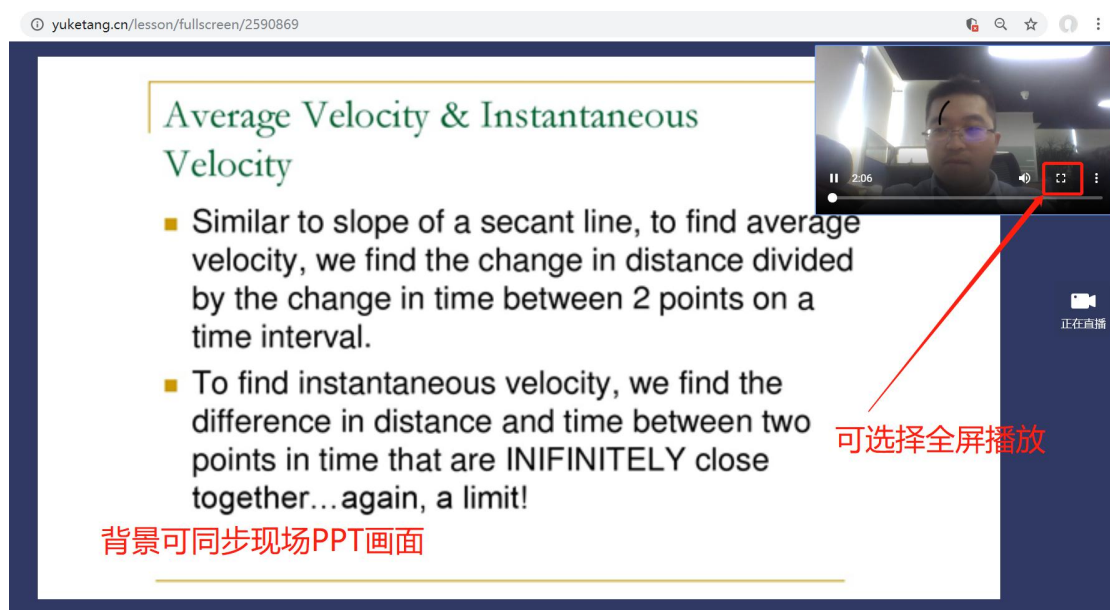 yuketang.cn/lesson/fullscreen/2590869
Average Velocity & Instantaneous
Velocity
2:06
Similar to slope of a secant line, to find average
velocity, we find the change in distance divided
by the change in time between 2 points on a
time interval.
正在直播
To find instantaneous velocity, we find the
difference in distance and time between two
points in time that are INIFINITELY close
together…again, a limit!
可选择全屏播放
背景可同步现场PPT画面